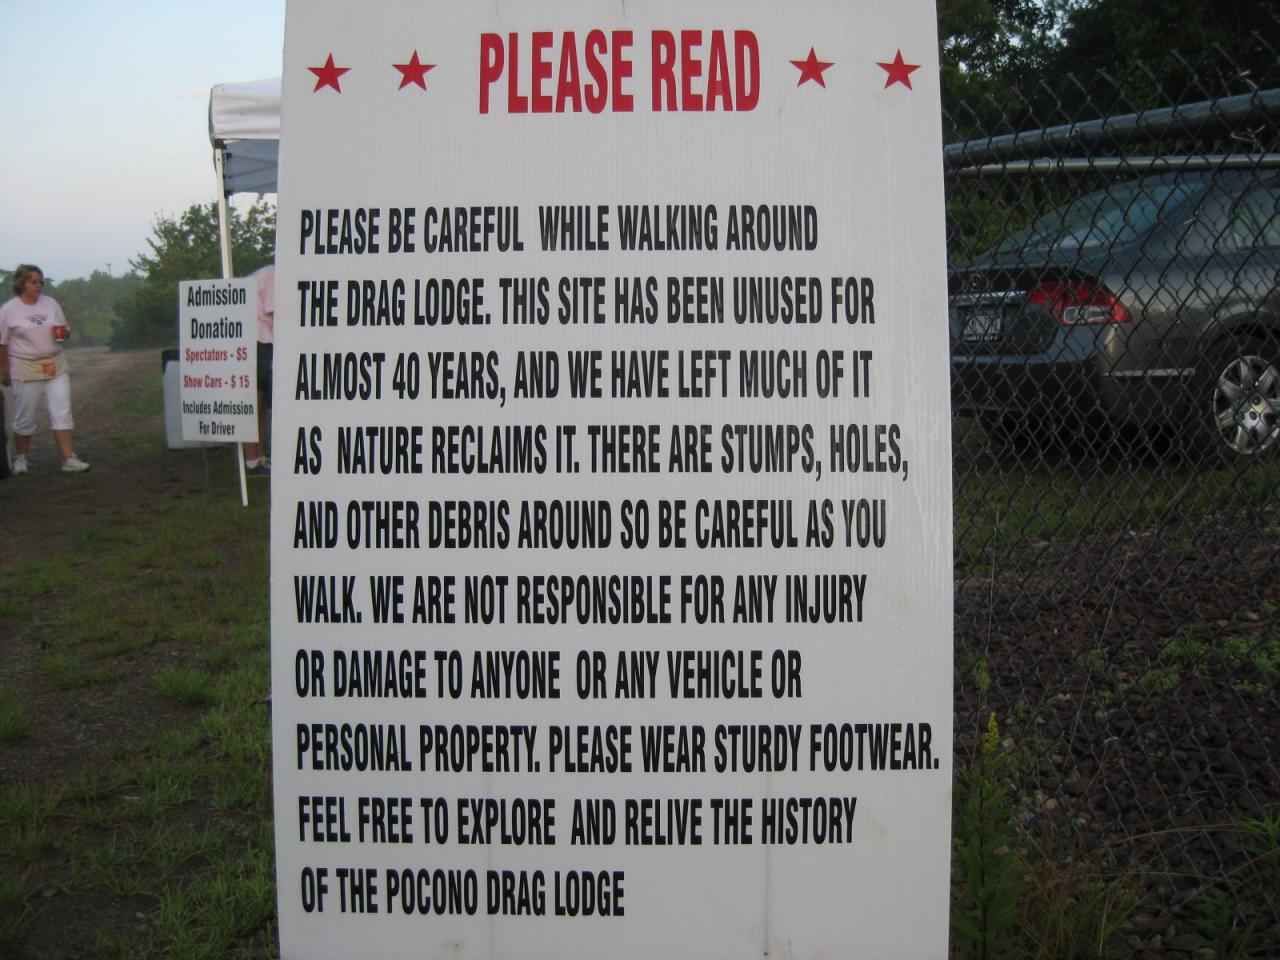 PLEASE READ
PLEASE BE CAREFUL WHILE WALKING AROUND
THE DRAG LODGE. THIS SITE HAS BEEN UNUSED FOR
ALMOST 40 YEARS, AND WE HAVE LEFT MUCH OF IT
AS NATURE RECLAIMS IT. THERE ARE STUMPS, HOLES,
AND OTHER DEBRIS AROUND SO BE CAREFUL AS YOU
WALK. WE ARE NOT RESPONSIBLE FOR ANY INJURY
OR DAMAGE TO ANYONE OR ANY VEHICLE OR
PERSONAL PROPERTY. PLEASE WEAR STURDY FOOTWEAR.
FEEL FREE TO EXPLORE AND RELIVE THE HISTORY
OF THE POCONO DRAG LODGE
Admission
Donation
Spectators - $5
Show Cars - $ 15
Includes Admission
For Driver